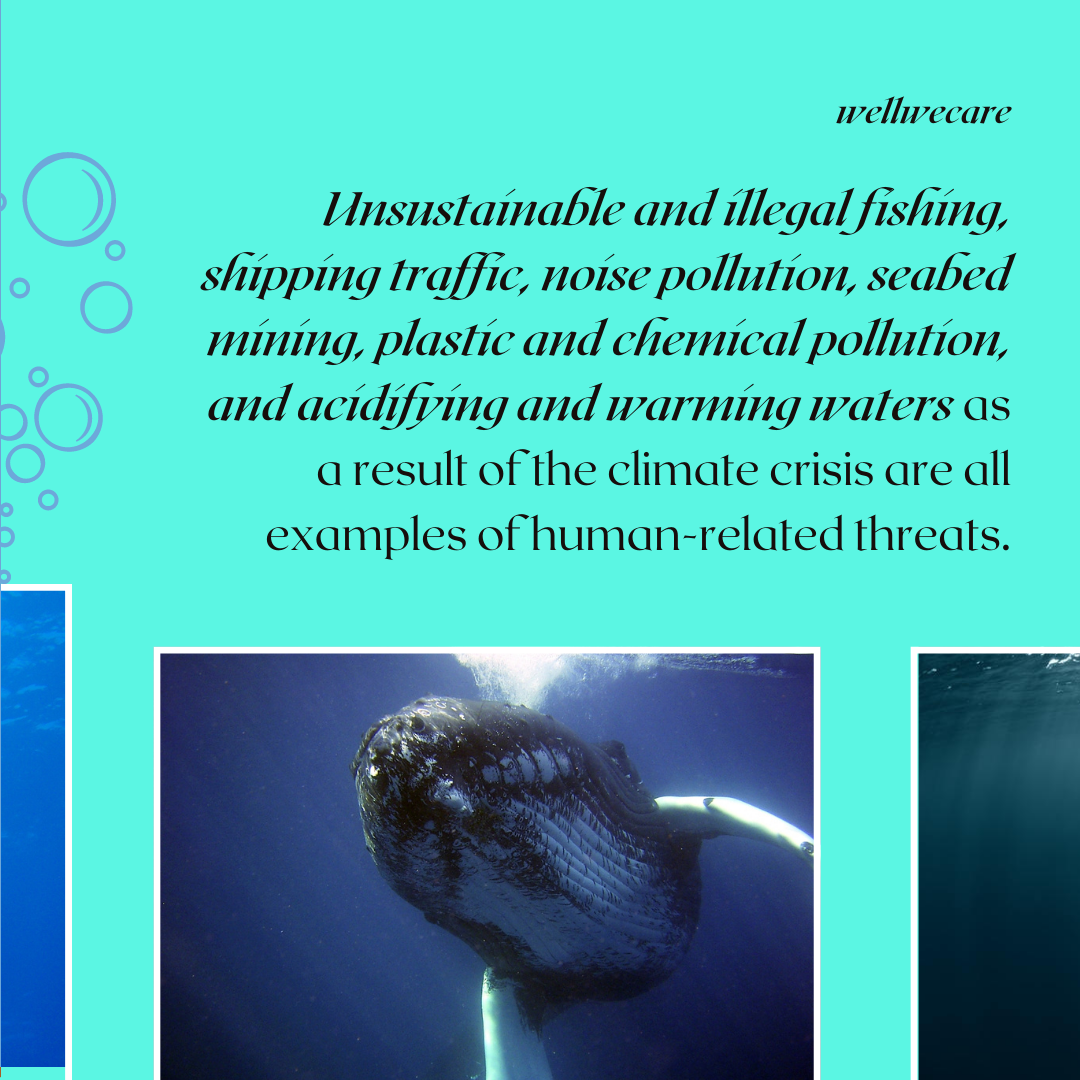 wellwecare
Unsustainable and illegal fishing,
shipping traffic, noise pollution, seabed
mining, plastic and chemical pollution,
and acidifying and warming waters as
a result of the climate crisis are all
examples of human-related threats.